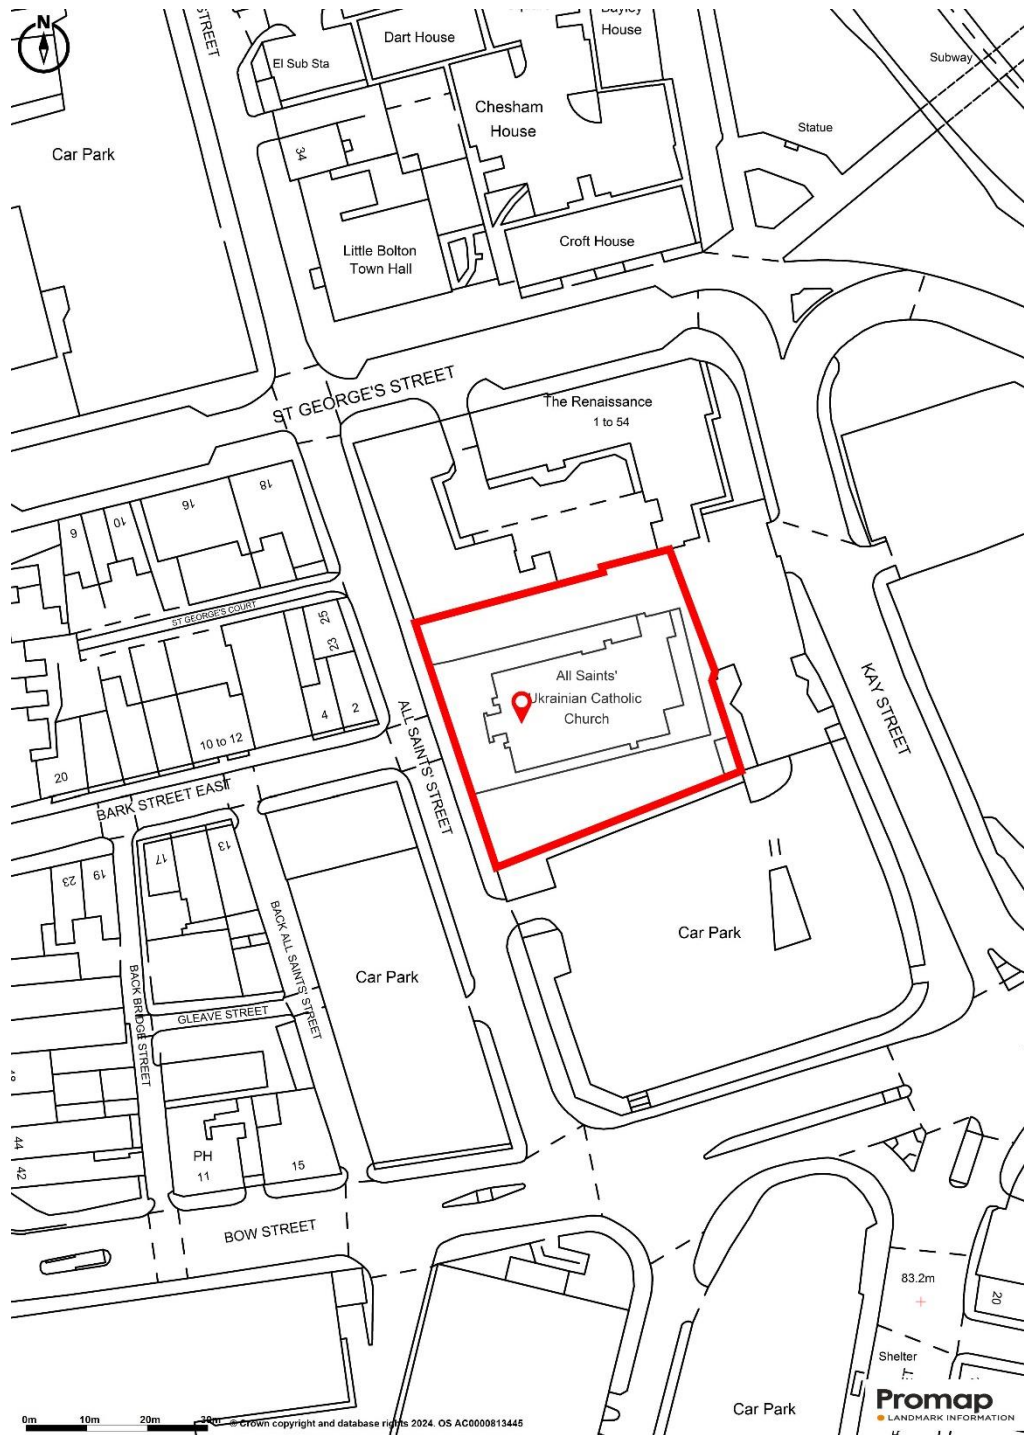 N
STREET
Dart House
Bayley
House
El Sub Sta
Subway
Chesham
House
Statue
Car Park
34
Little Bolton
Town Hall
Croft House
ST GEORGE'S STREET
The Renaissance
1 to 54
18
16
10
6
ST GEORGE'S COURT
25
23
All Saints'
Ukrainian Catholic
Church
KAY STREET
ALL SAINTS' STREET
2
4
10 to 12
20
BARK STREET EAST
13
17
19
23
BACK ALL SAINTS' STREET
Car Park
Car Park
BACK BRIDGE STREET
GLEAVE STREET
44
42
PH
11
15
BOW STREET
83.2m
20
Shelter
Car Park
0m 10m 20m 30m
© Crown copyright and database rights 2024. OS AC0000813445
Promap
LANDMARK INFORMATION